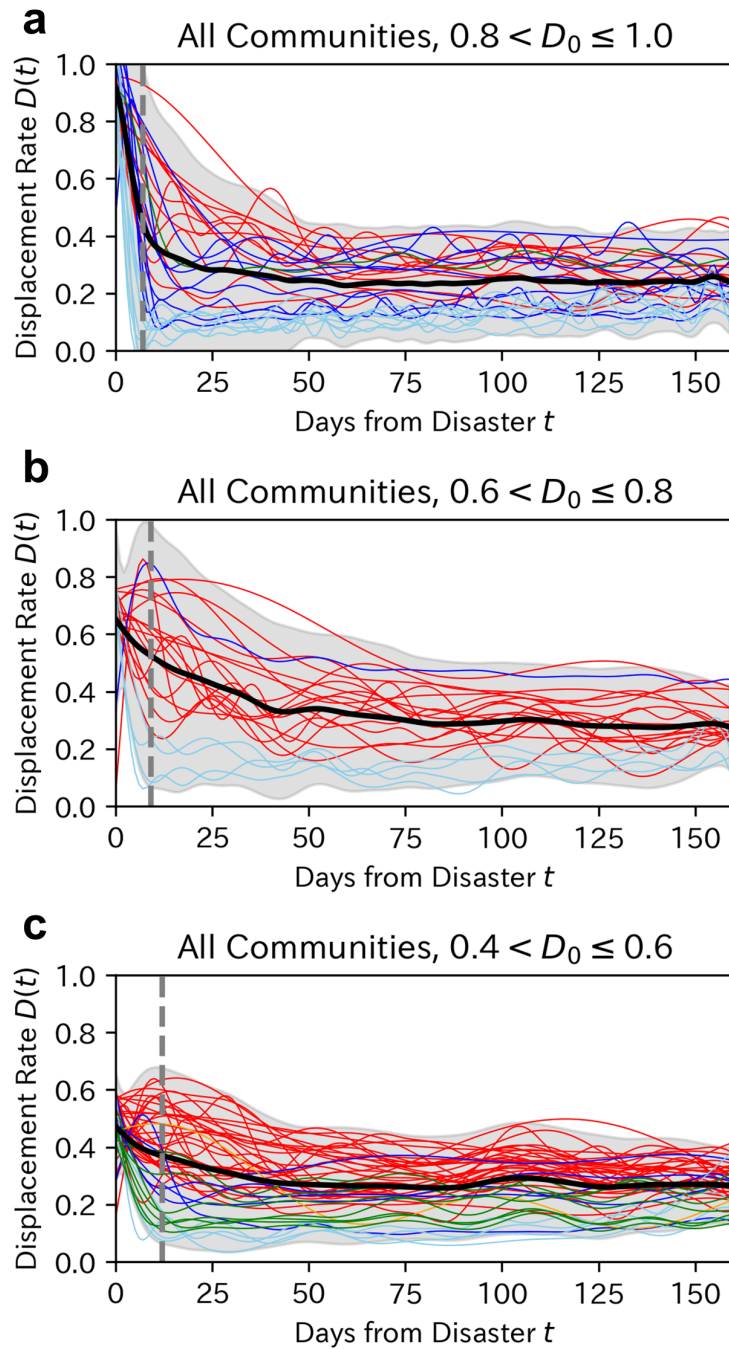 a
All Communities, 0.8 < D₀ ≤ 1.0
Displacement Rate D(t)
1.0
0.8
0.6
0.4
0.2
0.0
0 25 50 75 100 125 150
Days from Disaster t
b
All Communities, 0.6 < D₀ ≤ 0.8
Displacement Rate D(t)
1.0
0.8
0.6
0.4
0.2
0.0
0 25 50 75 100 125 150
Days from Disaster t
c
All Communities, 0.4 < D₀ ≤ 0.6
Displacement Rate D(t)
1.0
0.8
0.6
0.4
0.2
0.0
0 25 50 75 100 125 150
Days from Disaster t